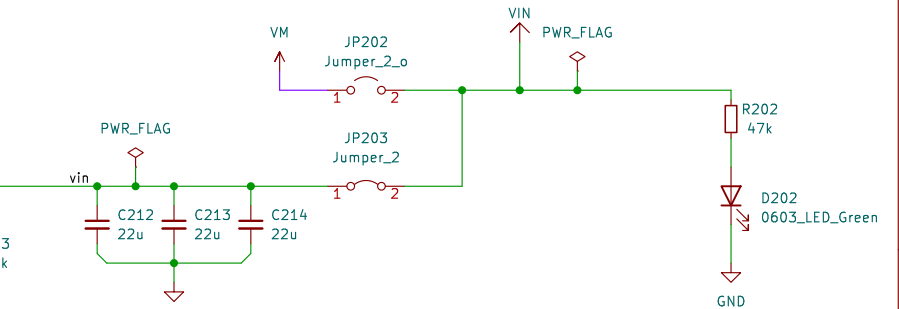 VIN
VM
PWR_FLAG
JP202
Jumper_2_o
1
2
R202
47k
PWR_FLAG
JP203
Jumper_2
vin
1
2
D202
0603_LED_Green
C212
22u
C213
22u
C214
22u
3
k
GND